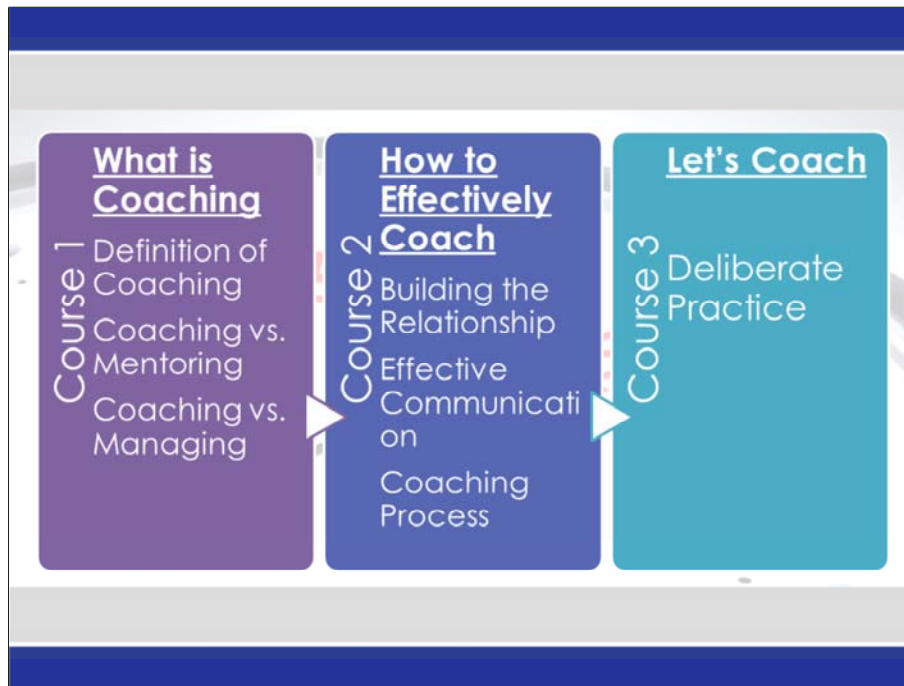 Course 1
What is
Coaching
Definition of
Coaching
Coaching vs.
Mentoring
Coaching vs.
Managing
Course 2
How to
Effectively
Coach
Building the
Relationship
Effective
Communicati
on
Coaching
Process
Course 3
Let's Coach
Deliberate
Practice